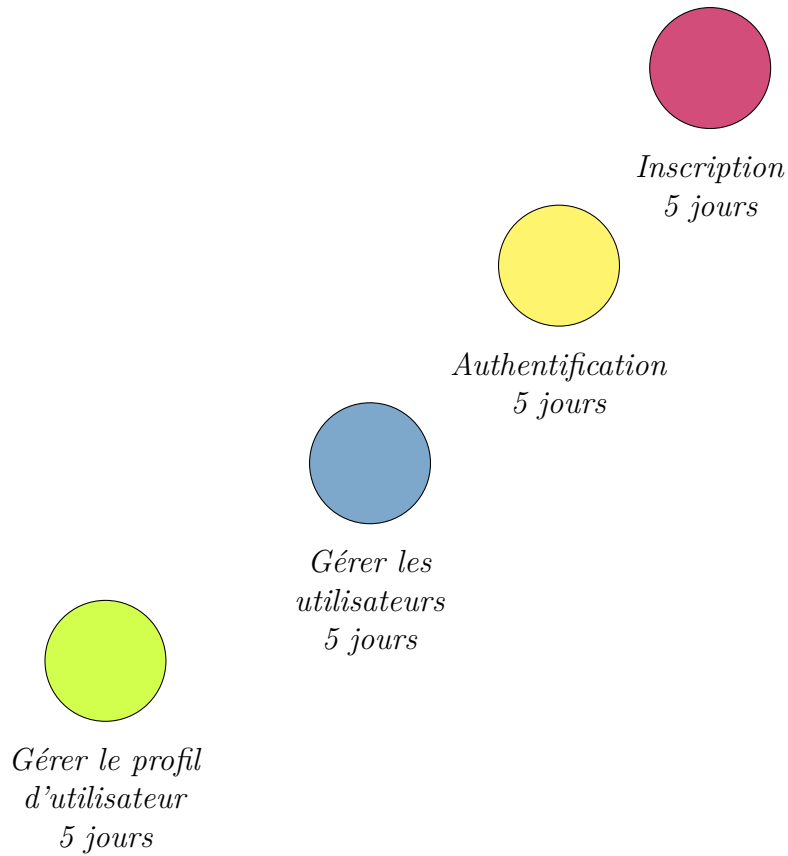 Inscription
5 jours
Authentification
5 jours
Gérer les
utilisateurs
5 jours
Gérer le profil
d'utilisateur
5 jours